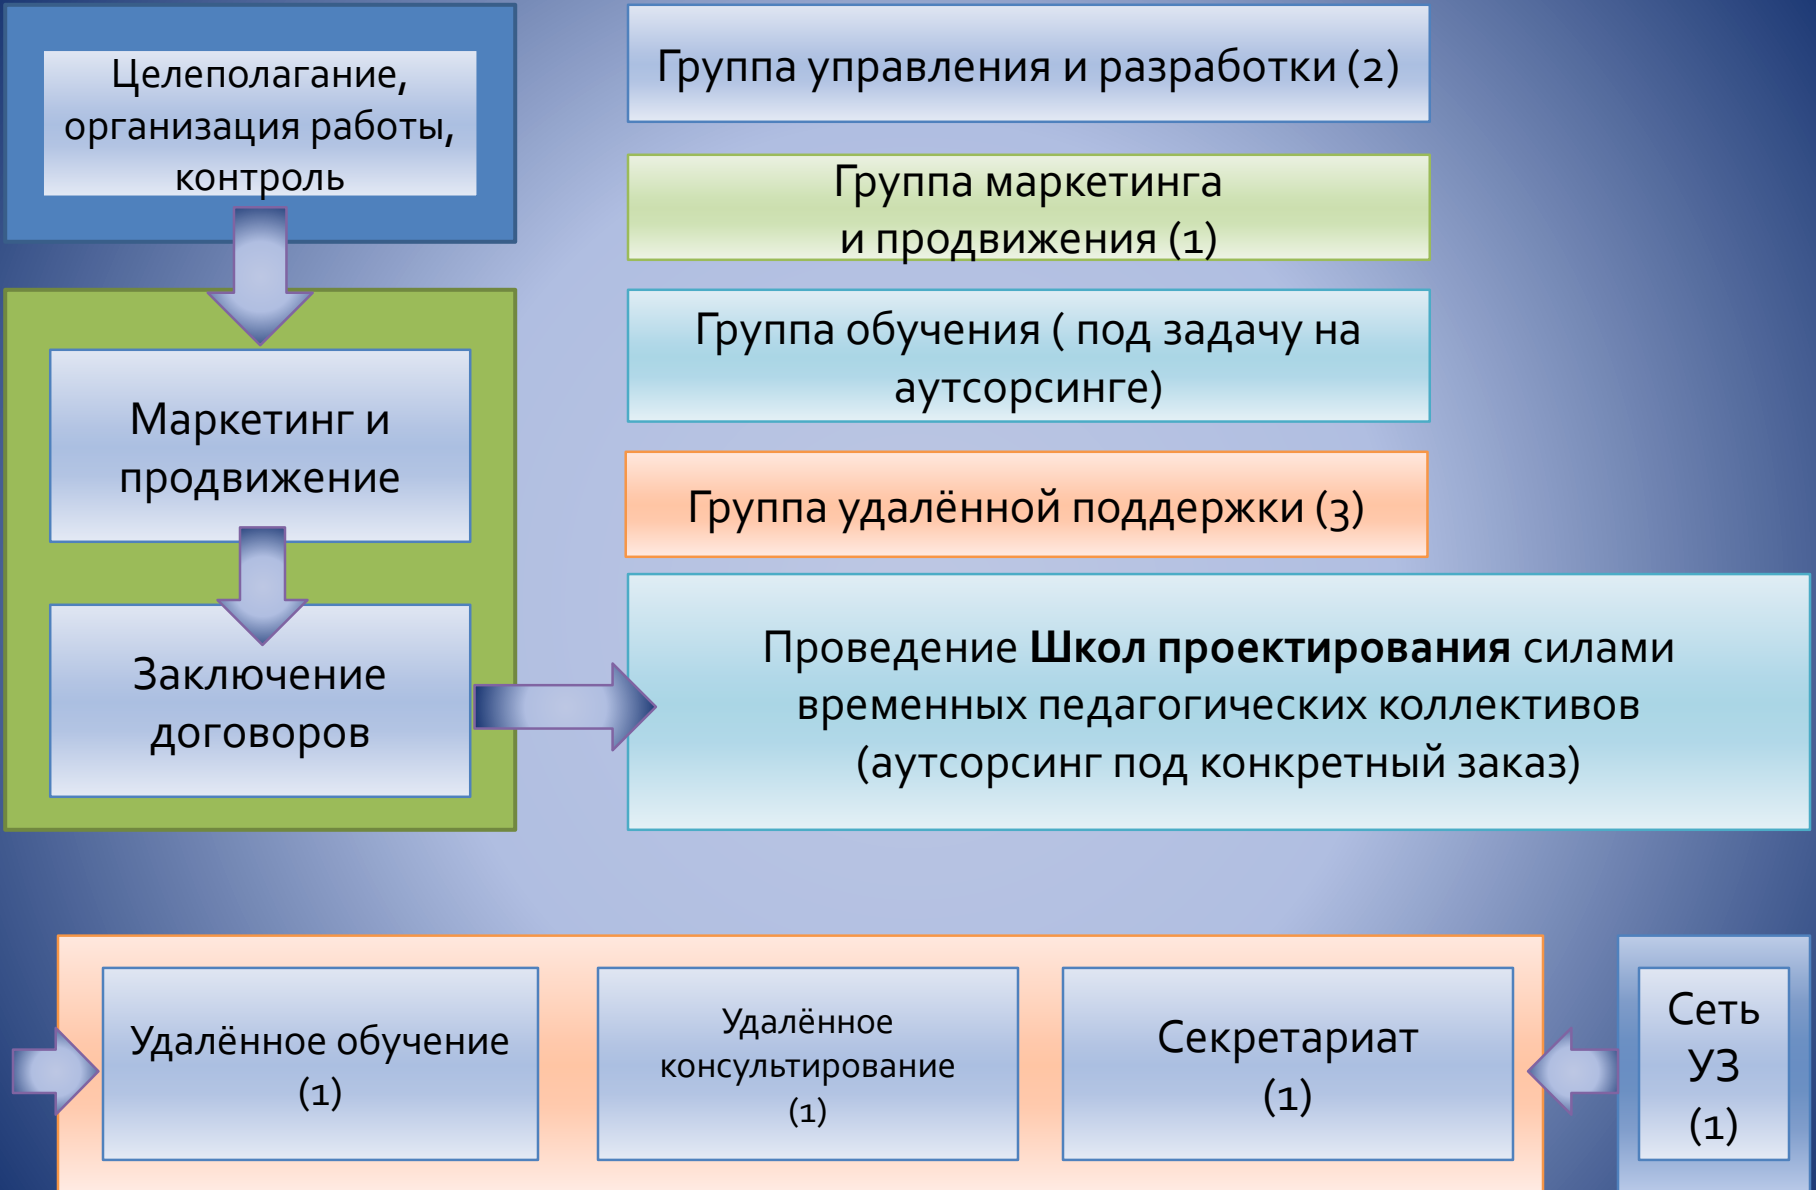 Целеполагание,
организация работы,
контроль
Группа управления и разработки (2)
Группа маркетинга
и продвижения (1)
Группа обучения ( под задачу на
аутсорсинге)
Маркетинг и
продвижение
Группа удалённой поддержки (3)
Заключение
договоров
Проведение Школ проектирования силами
временных педагогических коллективов
(аутсорсинг под конкретный заказ)
Удалённое обучение
(1)
Удалённое
консультирование
(1)
Секретариат
(1)
Сеть
УЗ
(1)